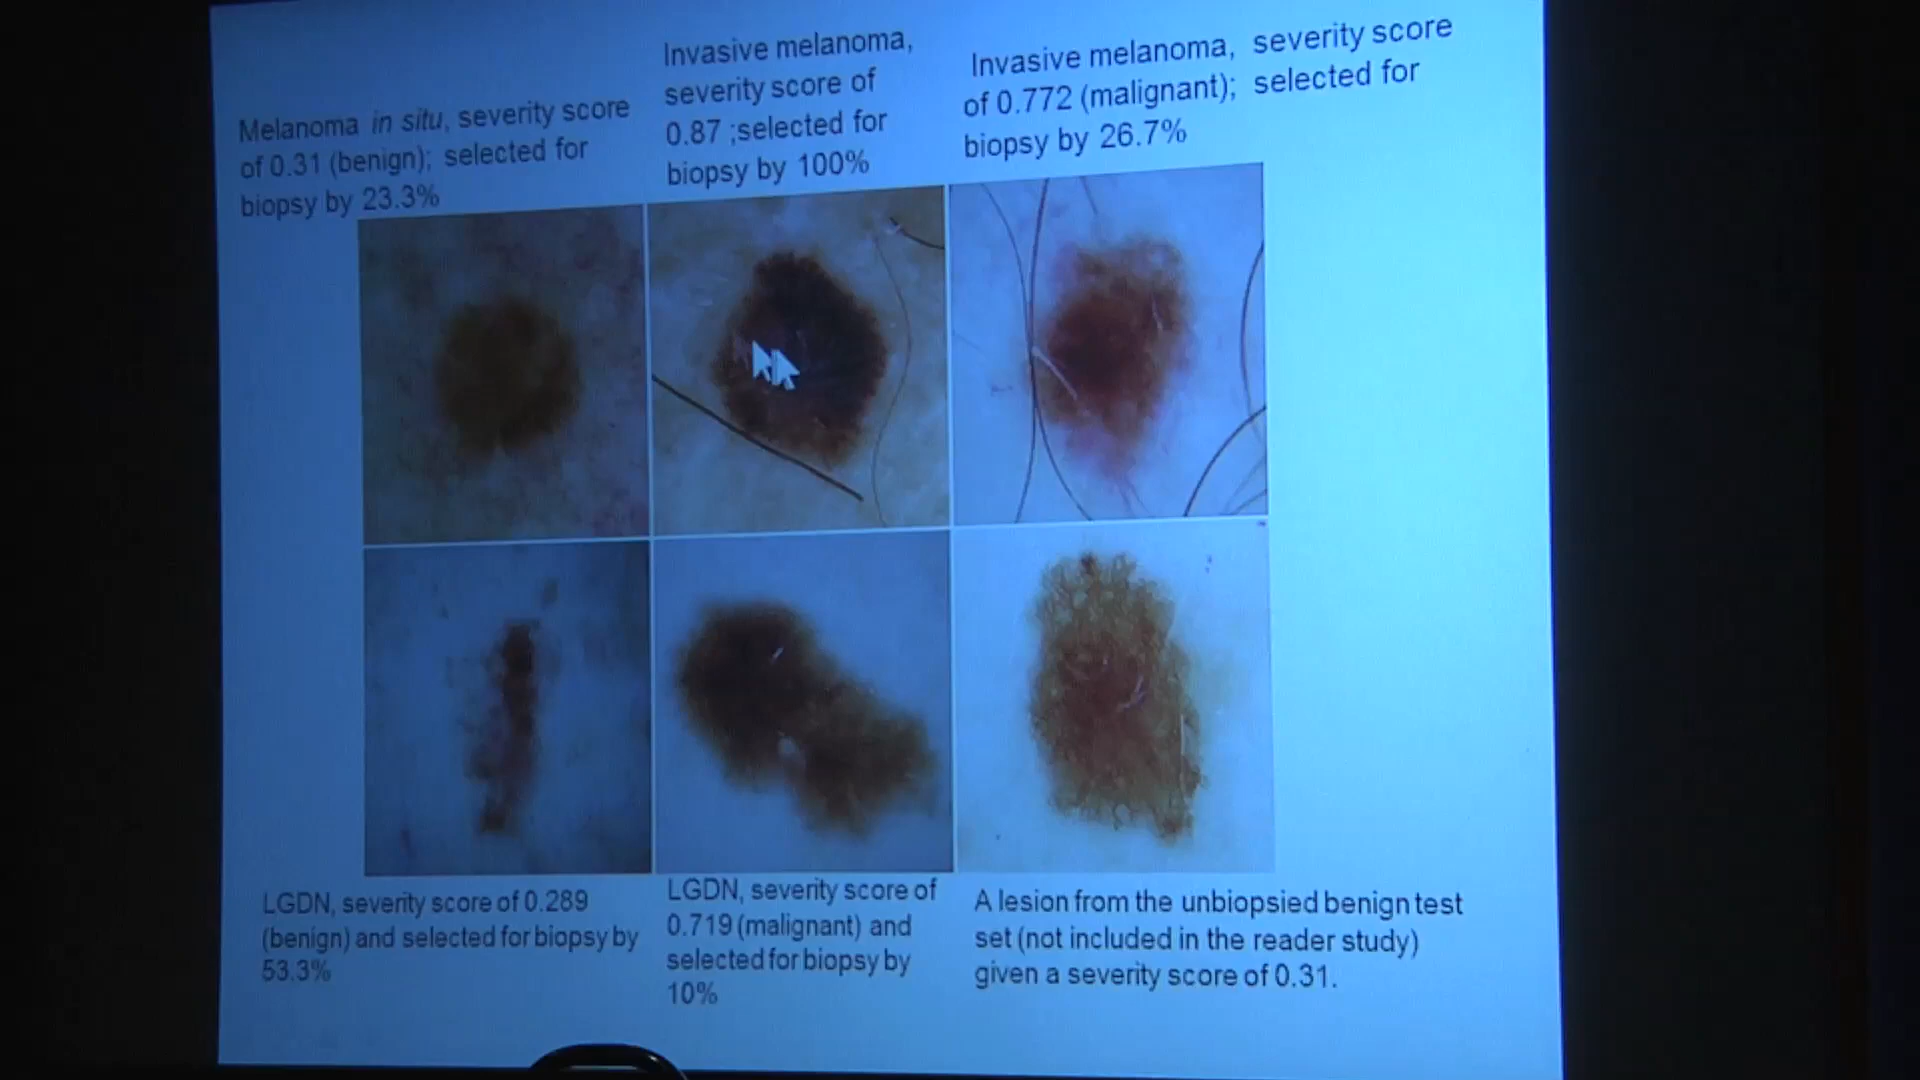 Melanoma in situ, severity score
of 0.31 (benign); selected for
biopsy by 23.3%
Invasive melanoma,
severity score of
0.87 ;selected for
biopsy by 100%
Invasive melanoma, severity score
of 0.772 (malignant); selected for
biopsy by 26.7%
LGDN, severity score of 0.289
(benign) and selected for biopsy by
53.3%
LGDN, severity score of
0.719 (malignant) and
selected for biopsy by
10%
A lesion from the unbiopsied benign test
set (not included in the reader study)
given a severity score of 0.31.